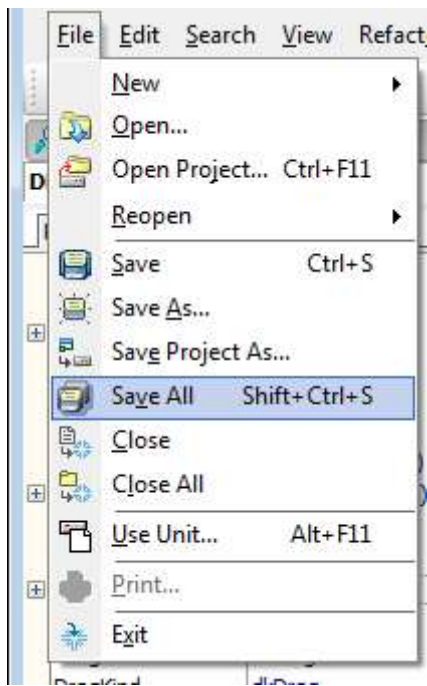 File Edit Search View Refact
New
Open...
Open Project... Ctrl+F11
Reopen
Save Ctrl+S
Save As...
Save Project As...
Save All Shift+Ctrl+S
Close
Close All
Use Unit... Alt+F11
Print...
Exit